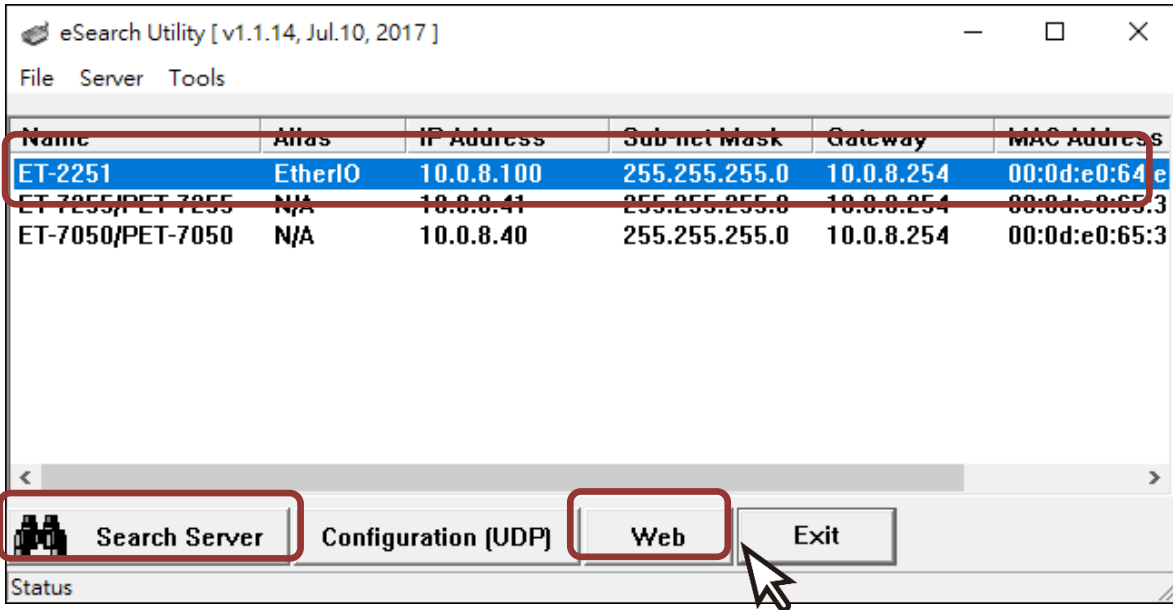 eSearch Utility [ v1.1.14, Jul.10, 2017 ]
File Server Tools
Name Alias IP Address Sub-net Mask Gateway MAC Address
ET-2251 EtherIO 10.0.8.100 255.255.255.0 10.0.8.254 00:0d:e0:64:e
ET-7255/PET-7255 N/A 10.0.8.41 255.255.255.0 10.0.8.254 00:0d:e0:65:3
ET-7050/PET-7050 N/A 10.0.8.40 255.255.255.0 10.0.8.254 00:0d:e0:65:3
Search Server Configuration (UDP) Web Exit
Status